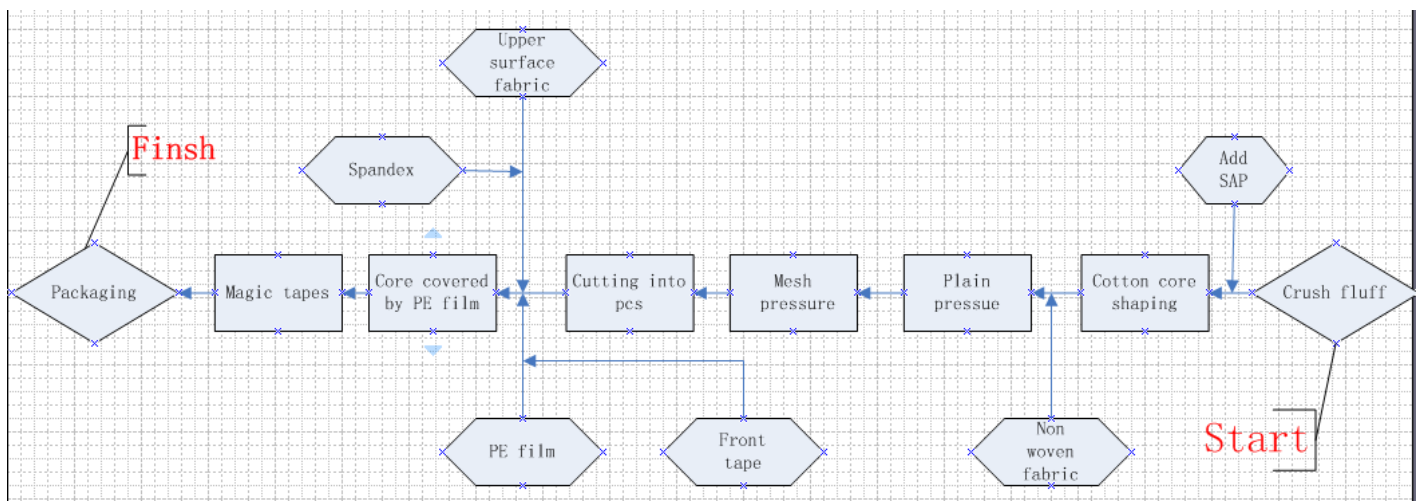 Upper
surface
fabric
Finsh
Spandex
Add
SAP
Packaging
Magic tapes
Core covered
by PE film
Cutting into
pcs
Mesh
pressure
Plain
pressue
Cotton core
shaping
Crush fluff
PE film
Front
tape
Non
woven
fabric
Start